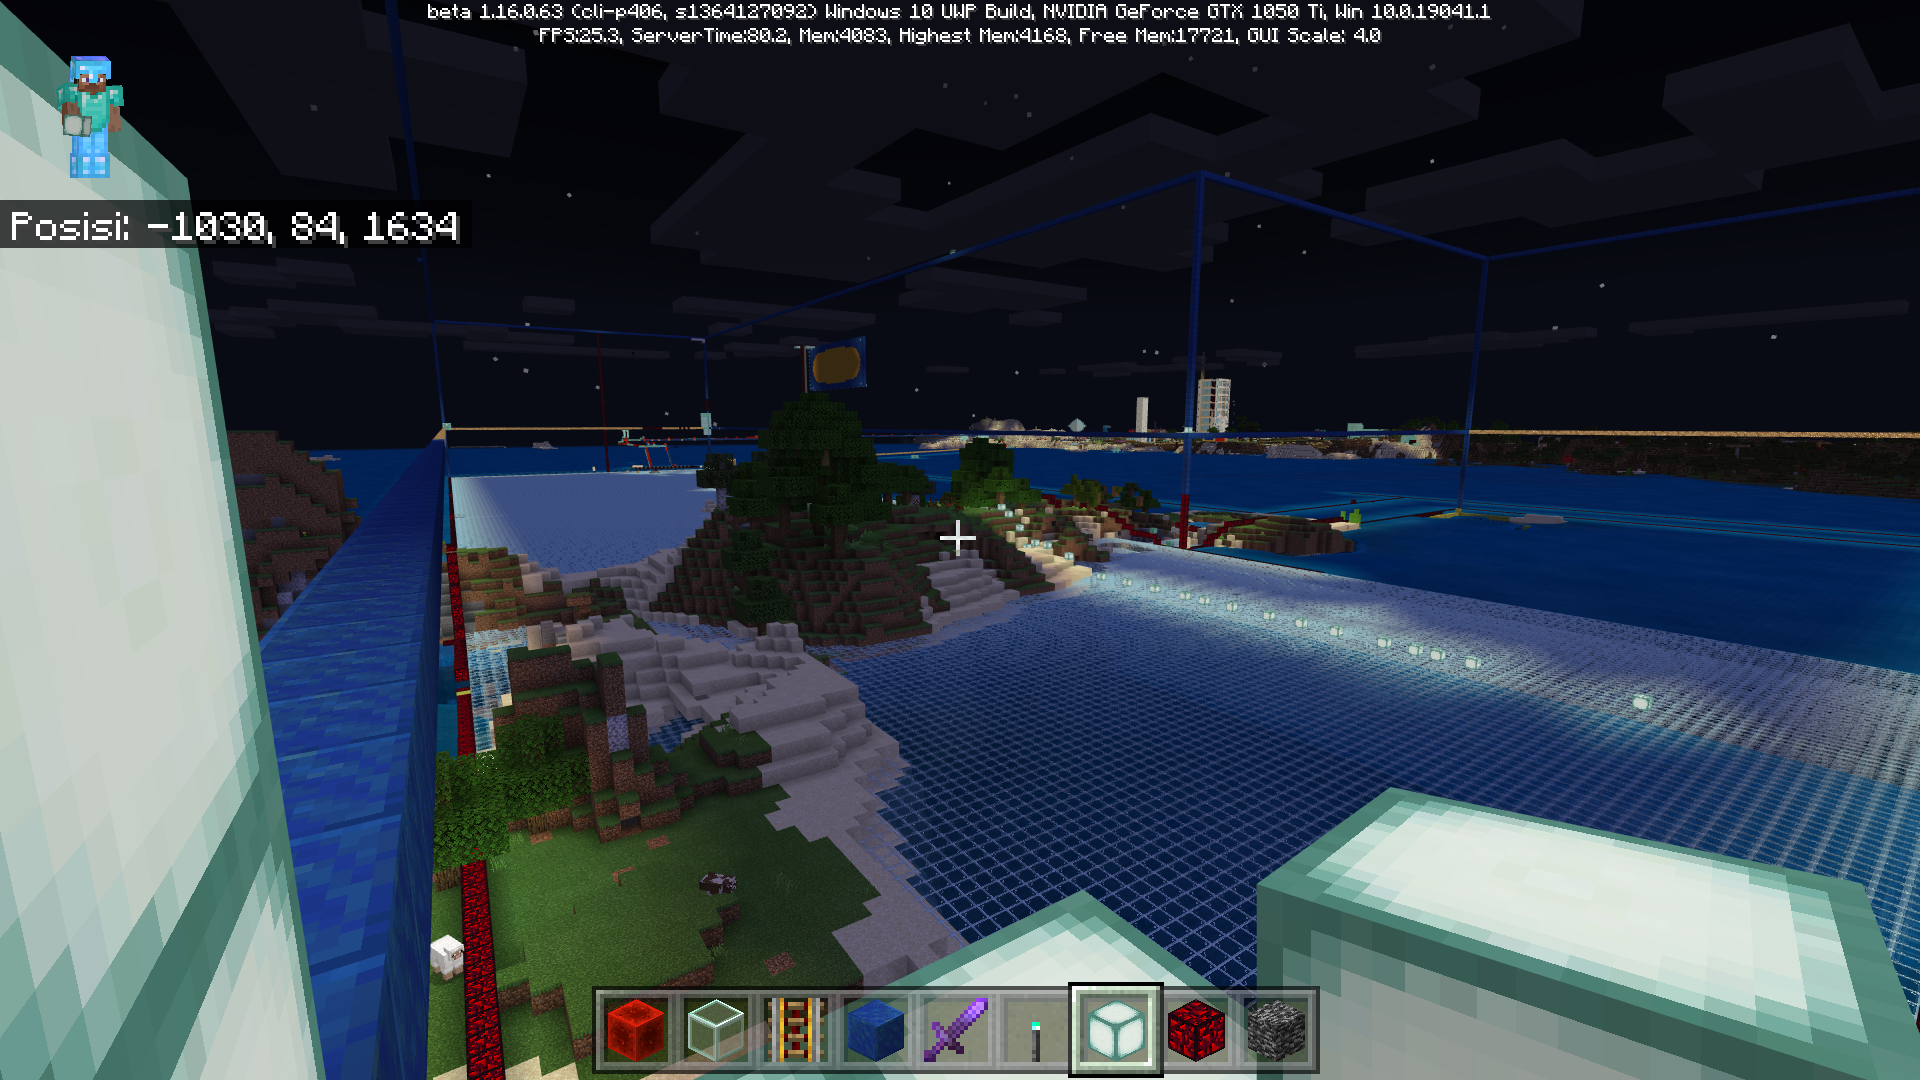 beta 1.16.0.63 (cli-p406, s1364127092) Windows 10 UWP Build, NVIDIA GeForce GTX 1050 Ti, Win 10.0.19041.1
FPS:25.3, ServerTime:80.2, Mem:4083, Highest Mem:4168, Free Mem:17721, GUI Scale: 4.0
Posisi: -1030, 84, 1634